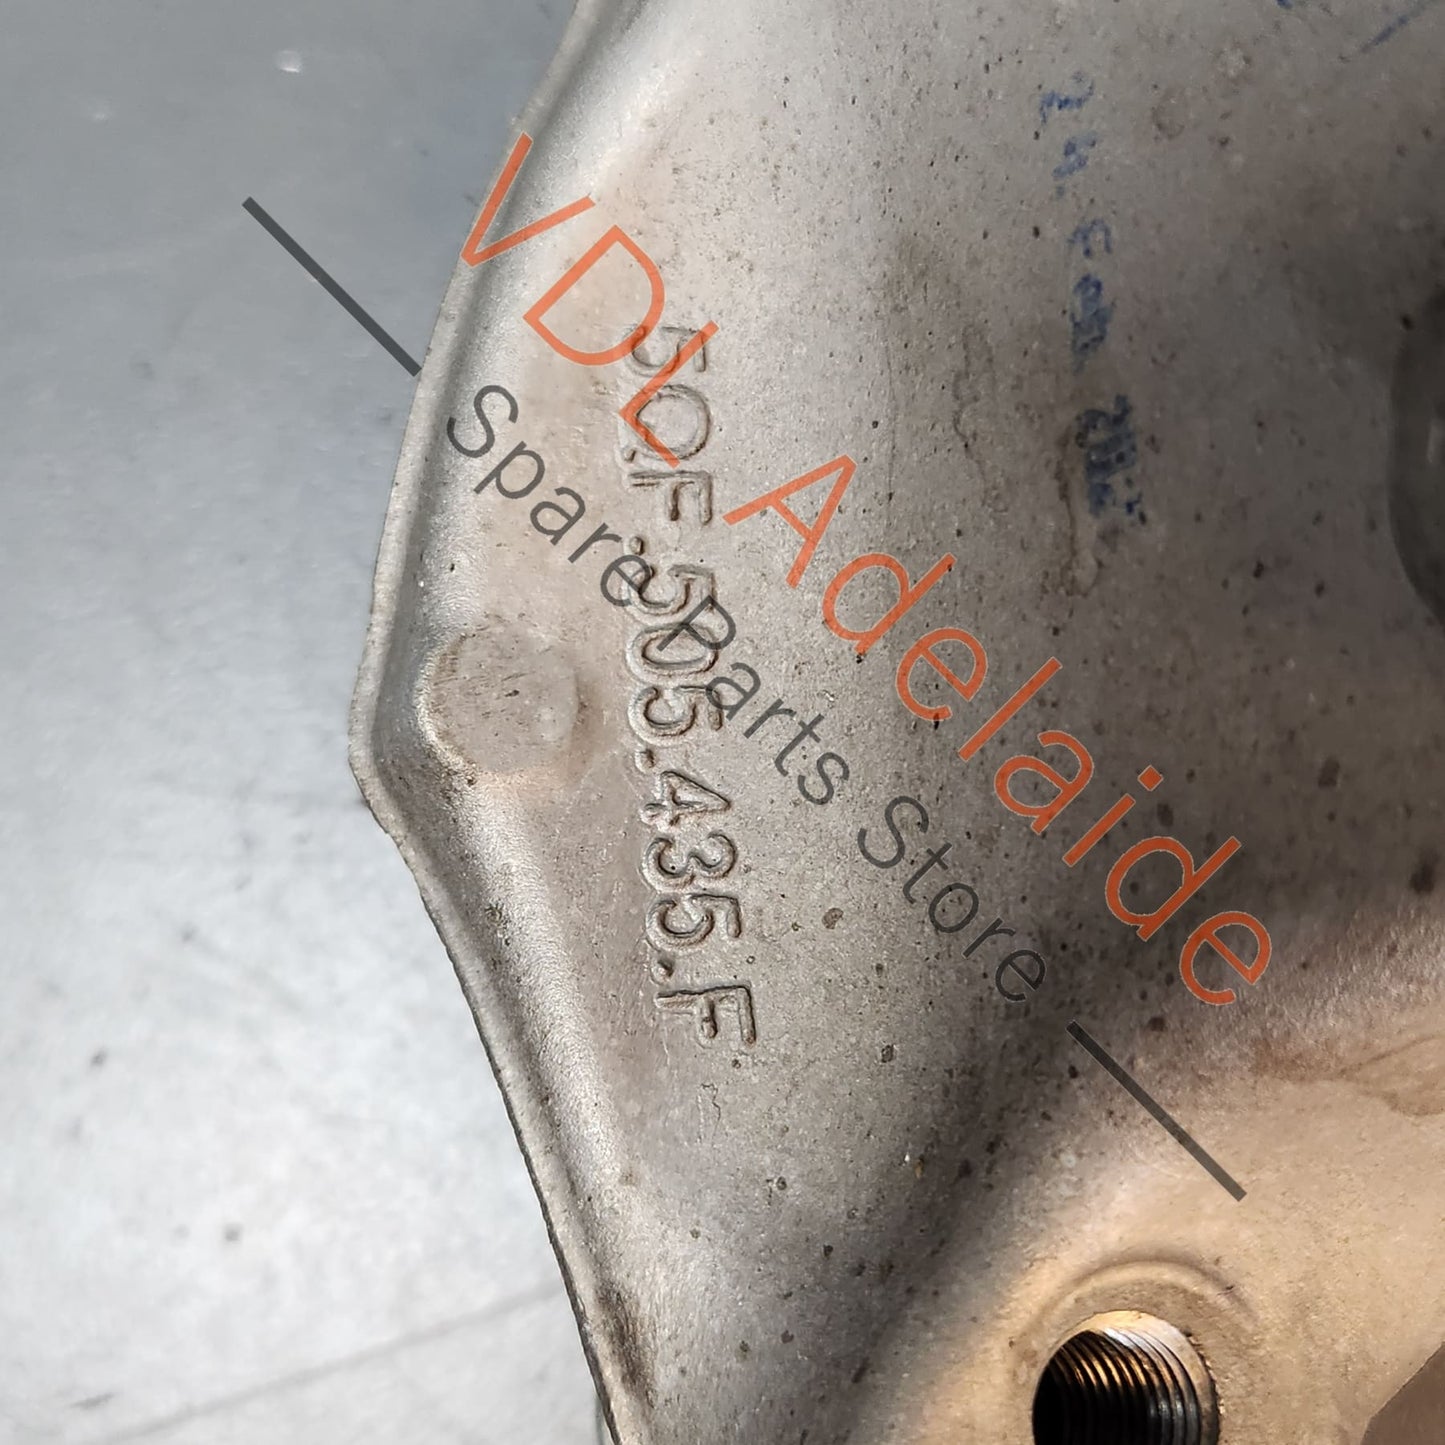 VDL Adelaide
Spare Parts Store
5QF.505.435.F